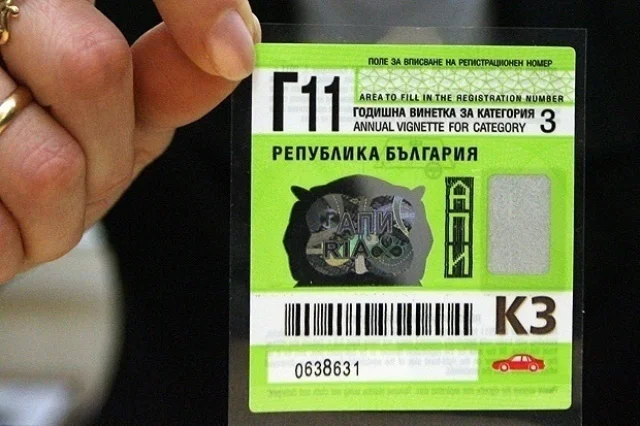 ПОЛЕ ЗА ВПИСВАНЕ НА РЕГИСТРАЦИОНЕН НОМЕР
Г11
AREA TO FILL IN THE REGISTRATION NUMBER
ГОДИШНА ВИНЕТКА ЗА КАТЕГОРИЯ 3
ANNUAL VIGNETTE FOR CATEGORY
РЕПУБЛИКА БЪЛГАРИЯ
АПИ
RIA
АПИ
К3
0638631